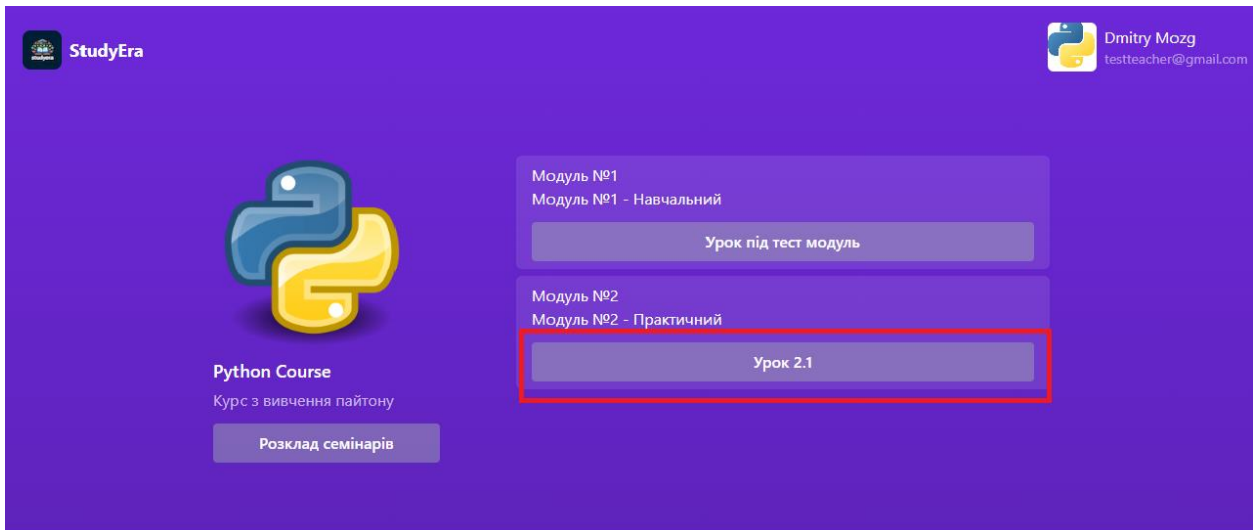 StudyEra
Dmitry Mozg
testteacher@gmail.com
Python Course
Курс з вивчення пайтону
Розклад семінарів
Модуль №1
Модуль №1 - Навчальний
Урок під тест модуль
Модуль №2
Модуль №2 - Практичний
Урок 2.1